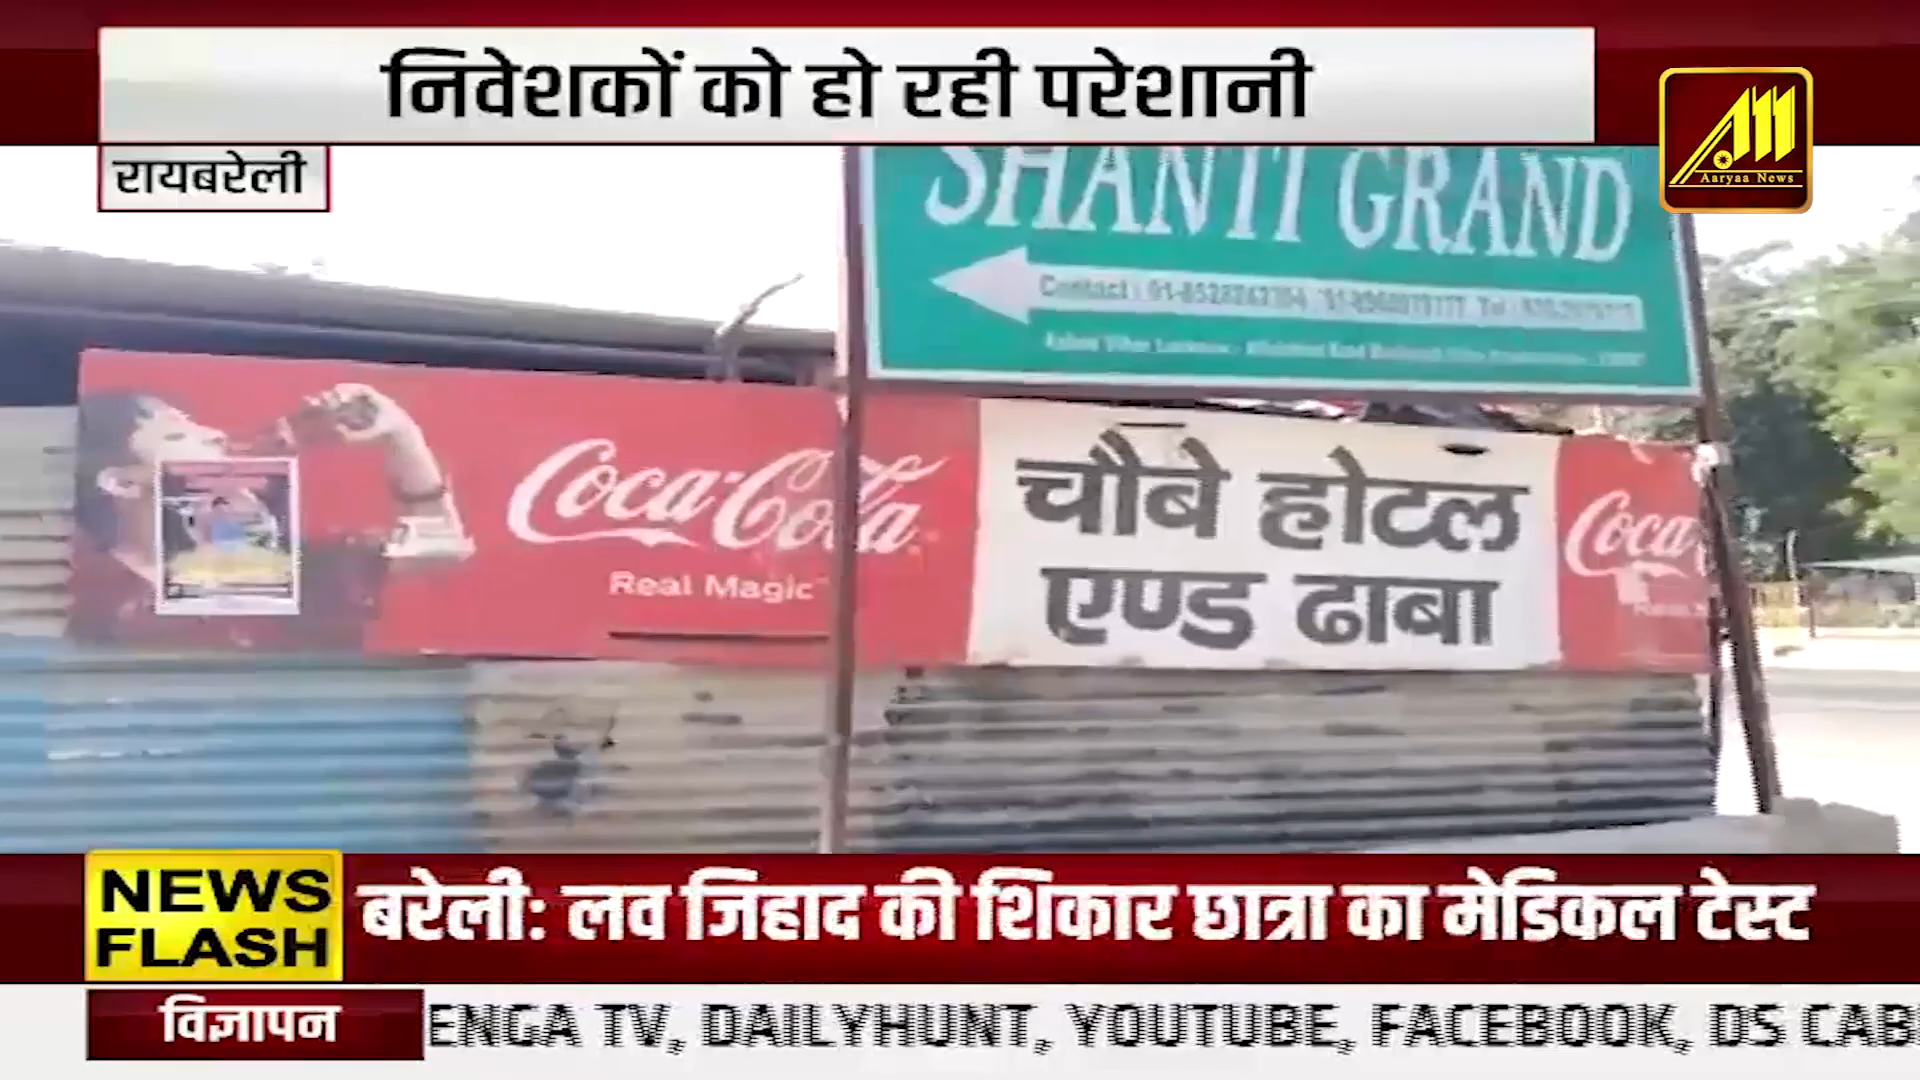 निवेशकों को हो रही परेशानी
Aaryaa News
रायबरेली
SHANTI GRAND
Contact :
Coca-Cola
Real Magic
चौबे होटल
एण्ड ढाबा
Coca
NEWS
FLASH
बरेली: लव जिहाद की शिकार छात्रा का मेडिकल टेस्ट
विज्ञापन
ENGA TV, DAILYHUNT, YOUTUBE, FACEBOOK, DS CAB